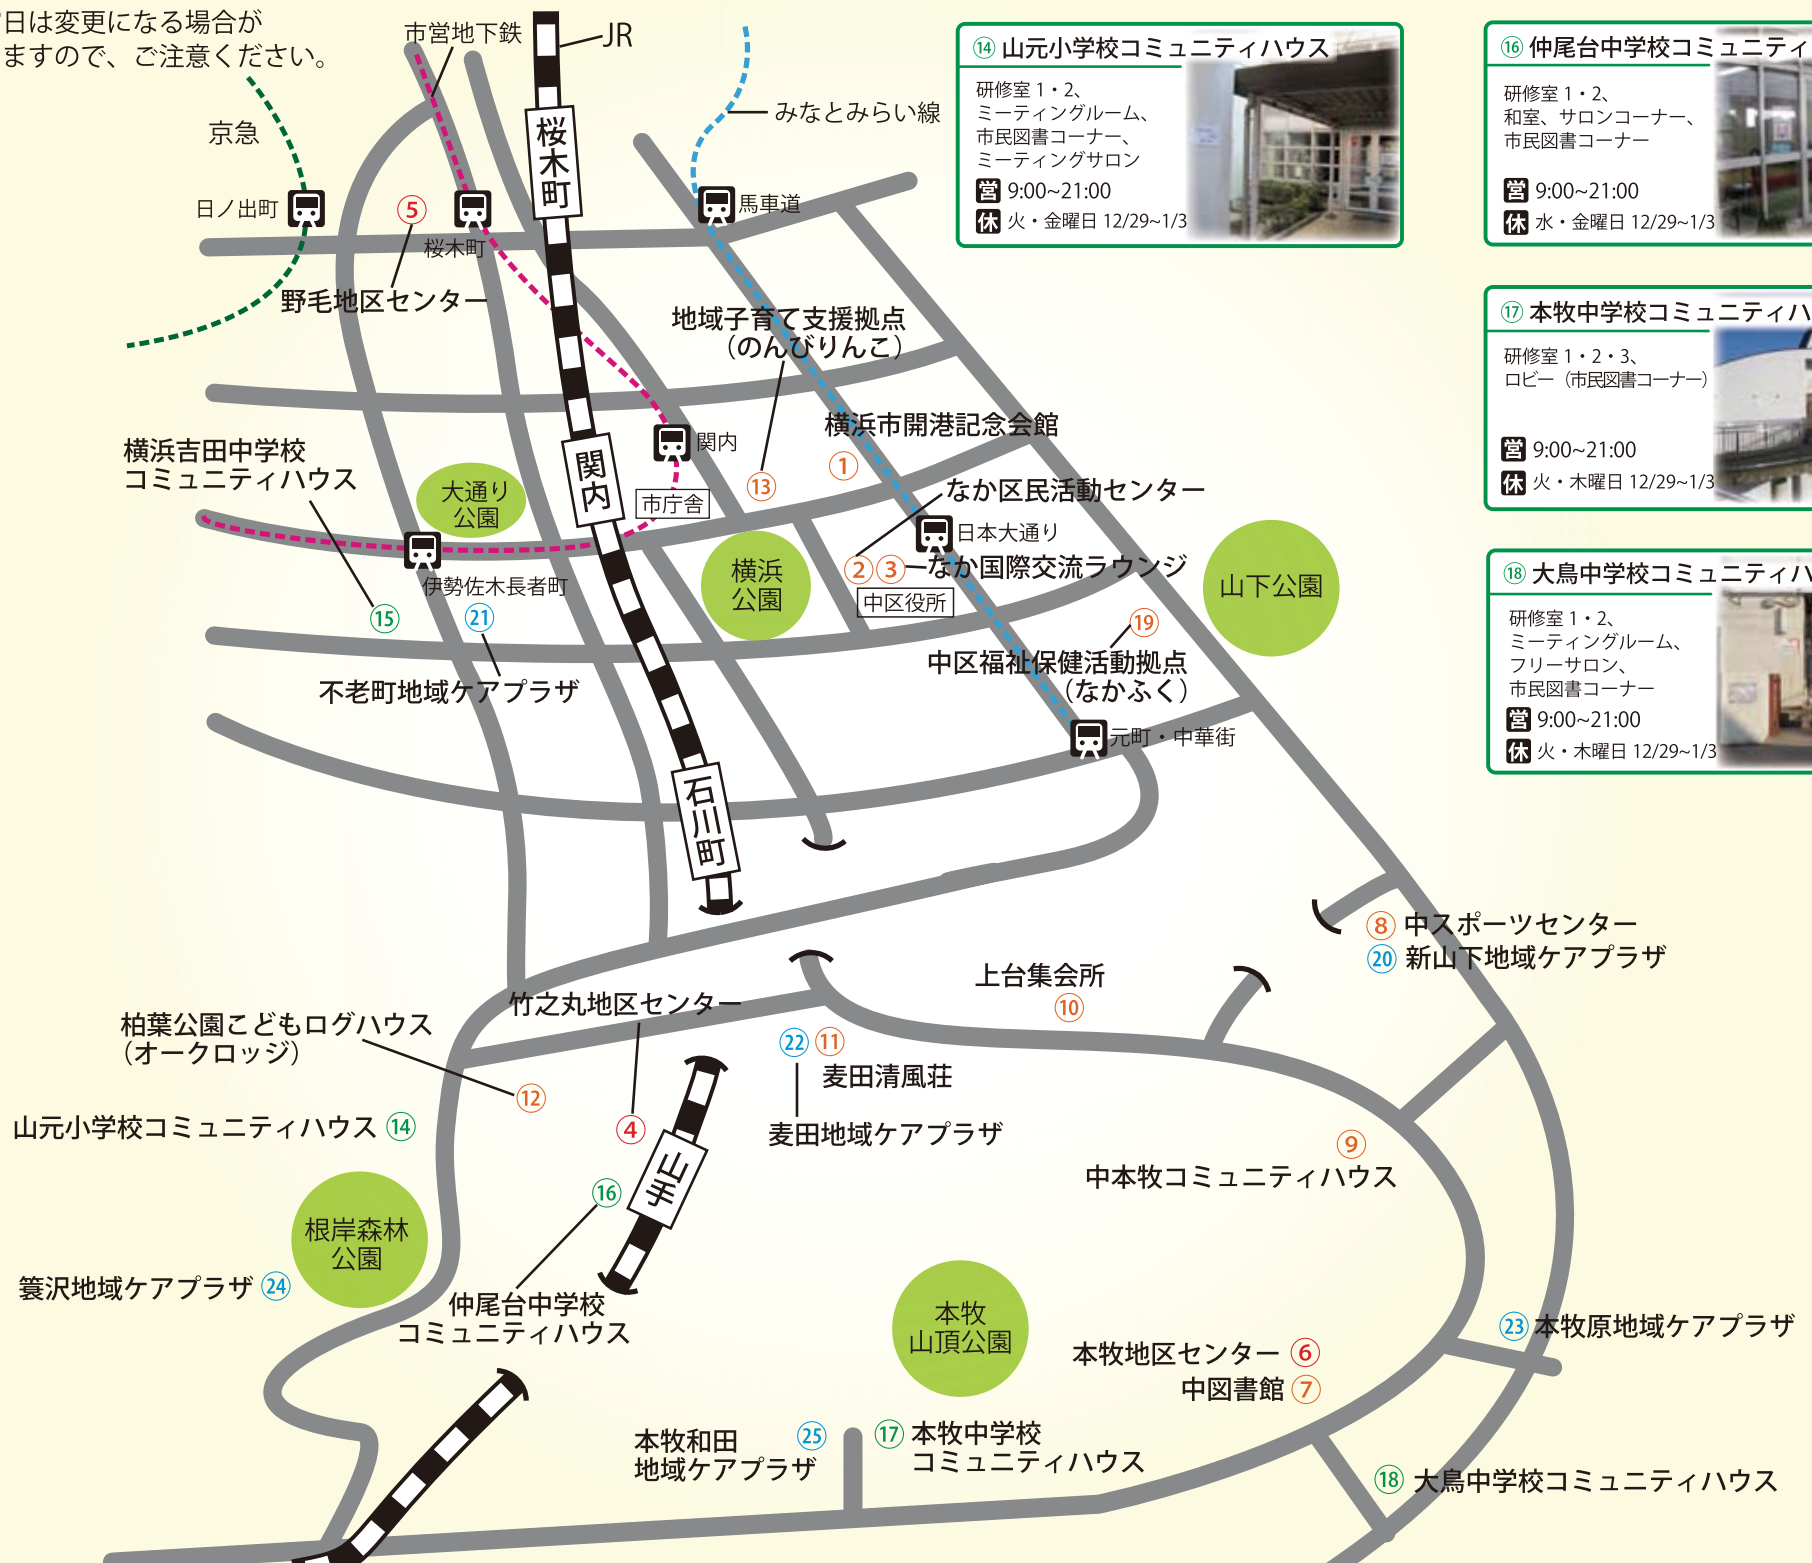 日は変更になる場合が
ますので、ご注意ください。
市営地下鉄
JR
京急
みなとみらい線
桜木町
日ノ出町
⑤
桜木町
馬車道
野毛地区センター
地域子育て支援拠点
（のんびりんこ）
横浜市開港記念会館
①
関内
関内
⑬
市庁舎
横浜吉田中学校
コミュニティハウス
大通り
公園
なか区民活動センター
日本大通り
②③なか国際交流ラウンジ
中区役所
横浜
公園
山下公園
伊勢佐木長者町
⑮
㉑
不老町地域ケアプラザ
⑲
中区福祉保健活動拠点
（なかふく）
元町・中華街
石川町
⑧ 中スポーツセンター
⑳ 新山下地域ケアプラザ
上台集会所
⑩
竹之丸地区センター
柏葉公園こどもログハウス
（オークロッジ）
㉒ ⑪
麦田清風荘
⑫
山元小学校コミュニティハウス ⑭
④
麦田地域ケアプラザ
⑨
中本牧コミュニティハウス
山手
⑯
根岸森林
公園
簑沢地域ケアプラザ ㉔
仲尾台中学校
コミュニティハウス
本牧
山頂公園
㉓ 本牧原地域ケアプラザ
本牧地区センター ⑥
中図書館 ⑦
本牧和田 ㉕
地域ケアプラザ
⑰ 本牧中学校
コミュニティハウス
⑱ 大鳥中学校コミュニティハウス
⑭ 山元小学校コミュニティハウス
研修室 1・2、
ミーティングルーム、
市民図書コーナー、
ミーティングサロン
営 9:00~21:00
休 火・金曜日 12/29~1/3
⑯ 仲尾台中学校コミュニティ
研修室 1・2、
和室、サロンコーナー、
市民図書コーナー
営 9:00~21:00
休 水・金曜日 12/29~1/3
⑰ 本牧中学校コミュニティハ
研修室 1・2・3、
ロビー（市民図書コーナー）
営 9:00~21:00
休 火・木曜日 12/29~1/3
⑱ 大鳥中学校コミュニティハ
研修室 1・2、
ミーティングルーム、
フリーサロン、
市民図書コーナー
営 9:00~21:00
休 火・木曜日 12/29~1/3